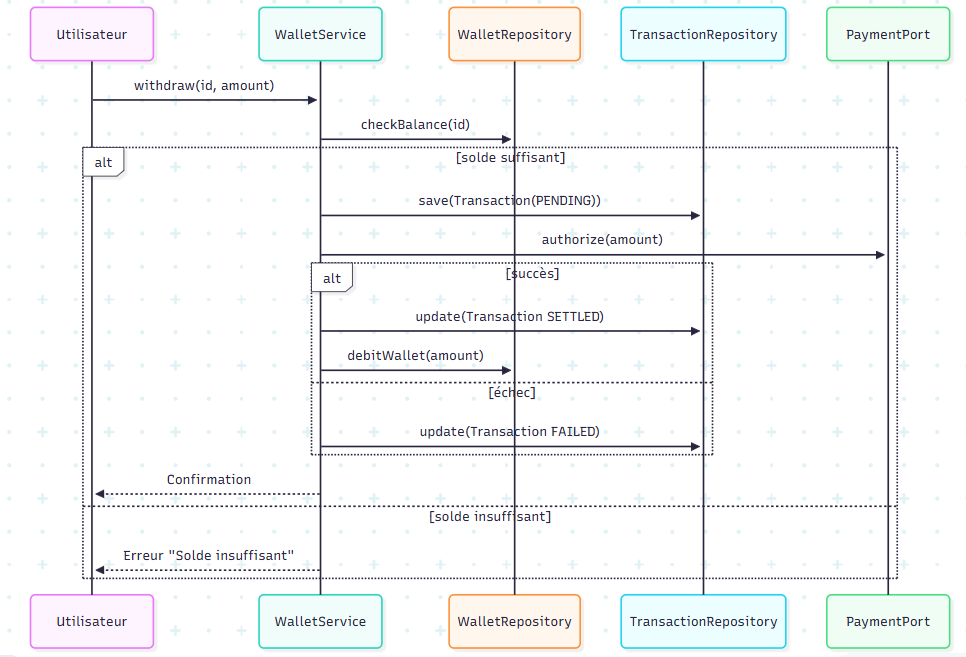 Utilisateur
WalletService
WalletRepository
TransactionRepository
PaymentPort
withdraw(id, amount)
checkBalance(id)
alt
[solde suffisant]
save(Transaction(PENDING))
authorize(amount)
alt
[succès]
update(Transaction SETTLED)
debitWallet(amount)
[échec]
update(Transaction FAILED)
Confirmation
[solde insuffisant]
Erreur "Solde insuffisant"
Utilisateur
WalletService
WalletRepository
TransactionRepository
PaymentPort